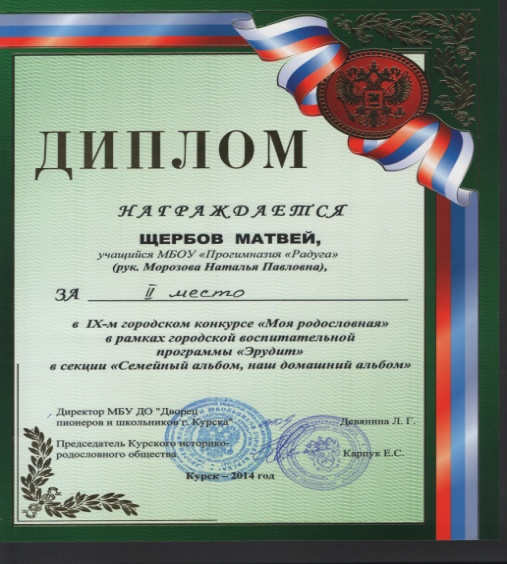 ДИПЛОМ
НАГРАЖДАЕТСЯ
ЩЕРБОВ МАТВЕЙ,
учащийся МБОУ «Прогимназия «Радуга»
(рук. Морозова Наталья Павловна),
ЗА II место
в IX-м городском конкурсе «Моя родословная»
в рамках городской воспитательной
программы «Эрудит»
в секции «Семейный альбом, наш домашний альбом»
Директор МБУ ДО "Дворец
пионеров и школьников г. Курска" Девянина Л. Г.
Председатель Курского историко-
родословного общества Карпук Е.С.
Курск – 2014 год